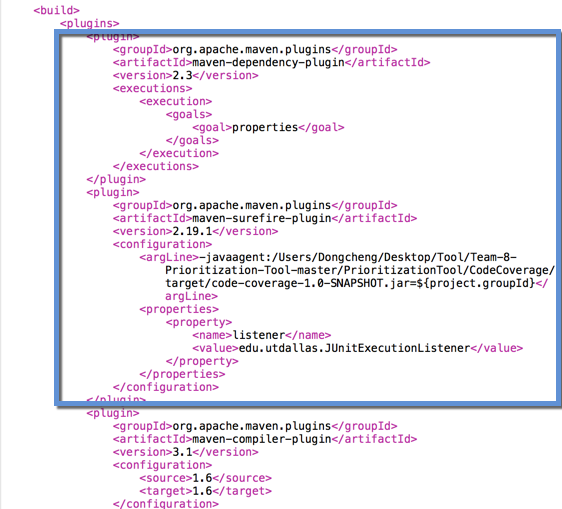 <build>
<plugins>
<plugin>
<groupId>org.apache.maven.plugins</groupId>
<artifactId>maven-dependency-plugin</artifactId>
<version>2.3</version>
<executions>
<execution>
<goals>
<goal>properties</goal>
</goals>
</execution>
</executions>
</plugin>
<plugin>
<groupId>org.apache.maven.plugins</groupId>
<artifactId>maven-surefire-plugin</artifactId>
<version>2.19.1</version>
<configuration>
<argLine>-javaagent:/Users/Dongcheng/Desktop/Tool/Team-8-
Prioritization-Tool-master/PrioritizationTool/CodeCoverage/
target/code-coverage-1.0-SNAPSHOT.jar=${project.groupId}</
argLine>
<properties>
<property>
<name>listener</name>
<value>edu.utdallas.JUnitExecutionListener</value>
</property>
</properties>
</configuration>
</plugin>
<plugin>
<groupId>org.apache.maven.plugins</groupId>
<artifactId>maven-compiler-plugin</artifactId>
<version>3.1</version>
<configuration>
<source>1.6</source>
<target>1.6</target>
</configuration>